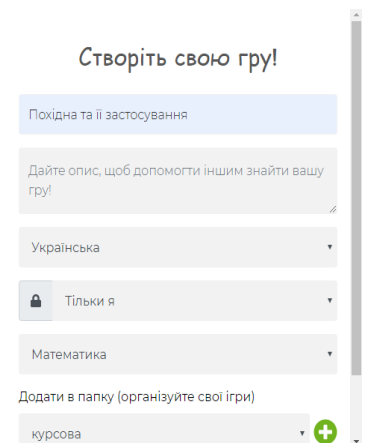 Створіть свою гру!
Похідна та її застосування
Дайте опис, щоб допомогти іншим знайти вашу
гру!
Українська
Тільки я
Математика
Додати в папку (організуйте свої ігри)
курсова